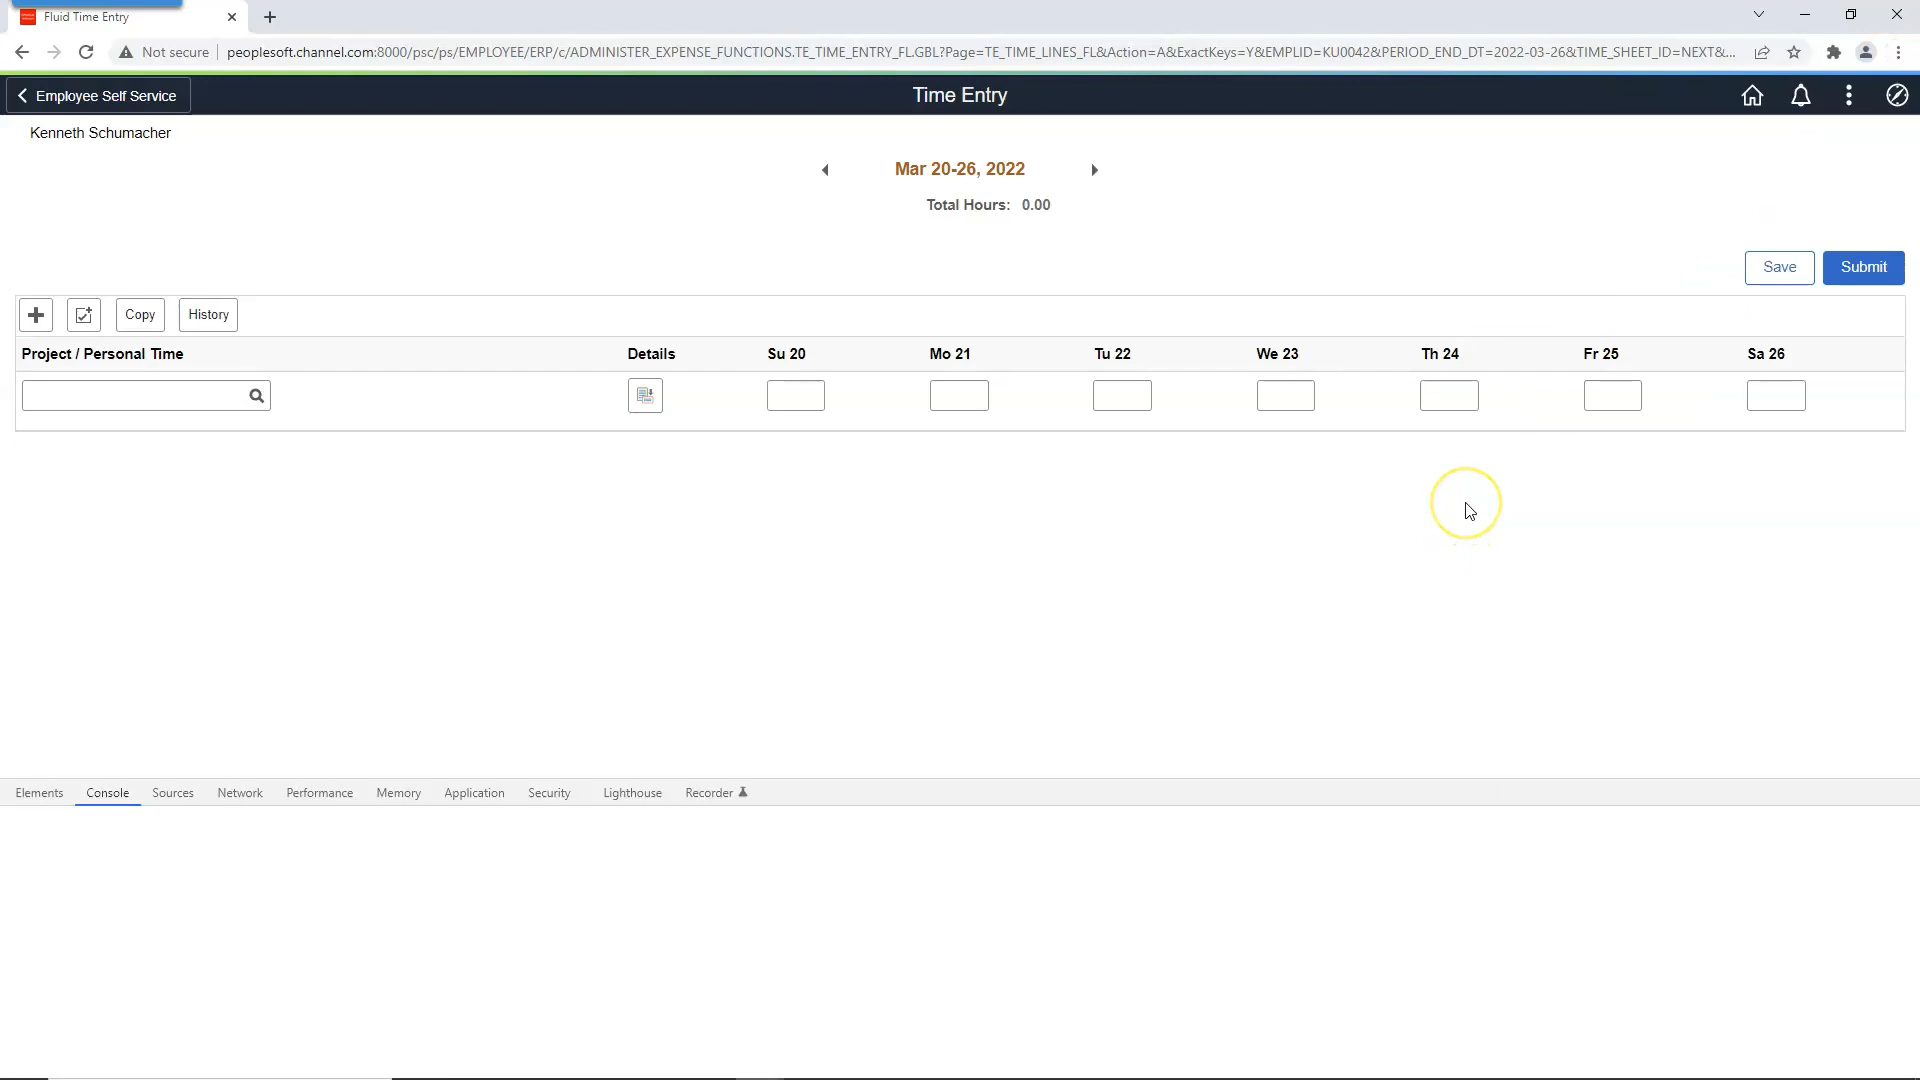 Fluid Time Entry
Not secure
peoplesoft.channel.com:8000/psc/ps/EMPLOYEE/ERP/c/ADMINISTER_EXPENSE_FUNCTIONS.TE_TIME_ENTRY_FL.GBL?Page=TE_TIME_LINES_FL&Action=A&ExactKeys=Y&EMPLID=KU0042&PERIOD_END_DT=2022-03-26&TIME_SHEET_ID=NEXT&...
Employee Self Service
Time Entry
Kenneth Schumacher
Mar 20-26, 2022
Total Hours: 0.00
Save Submit
Copy History
Project / Personal Time Details Su 20 Mo 21 Tu 22 We 23 Th 24 Fr 25 Sa 26
Elements Console Sources Network Performance Memory Application Security Lighthouse Recorder